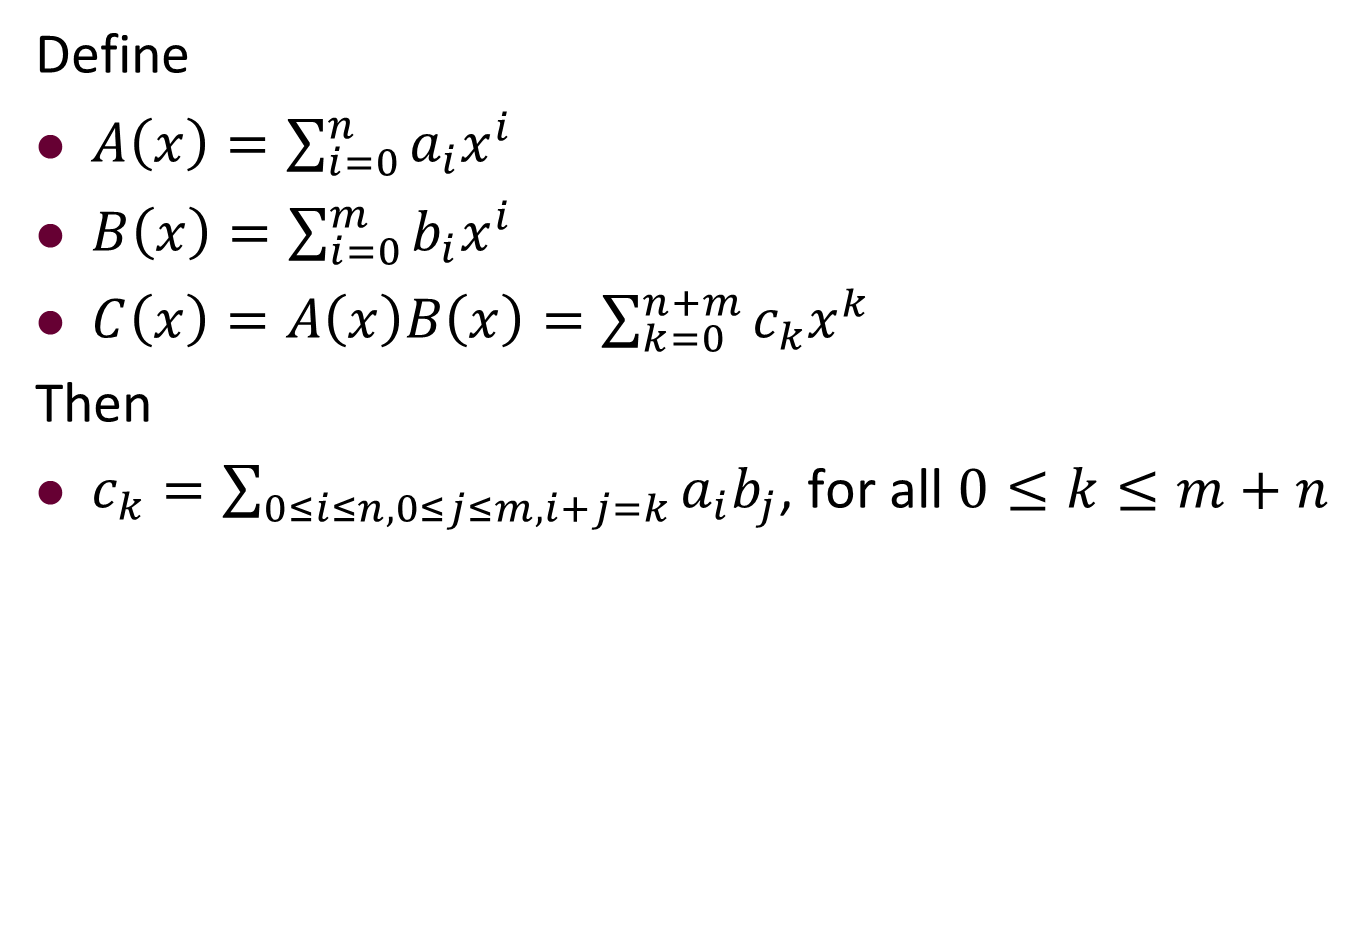 Define
• A(x) = ∑_{i=0}^{n} a_i x^i
• B(x) = ∑_{i=0}^{m} b_i x^i
• C(x) = A(x)B(x) = ∑_{k=0}^{n+m} c_k x^k
Then
• c_k = ∑_{0≤i≤n,0≤j≤m,i+j=k} a_i b_j, for all 0 ≤ k ≤ m + n